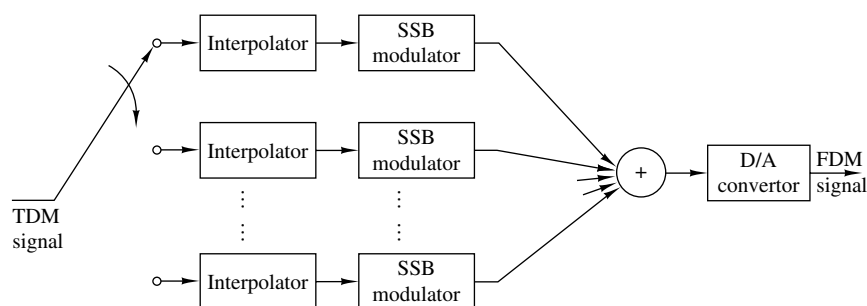 Interpolator
SSB
modulator
Interpolator
SSB
modulator
+
D/A
convertor
FDM
signal
TDM
signal
Interpolator
SSB
modulator